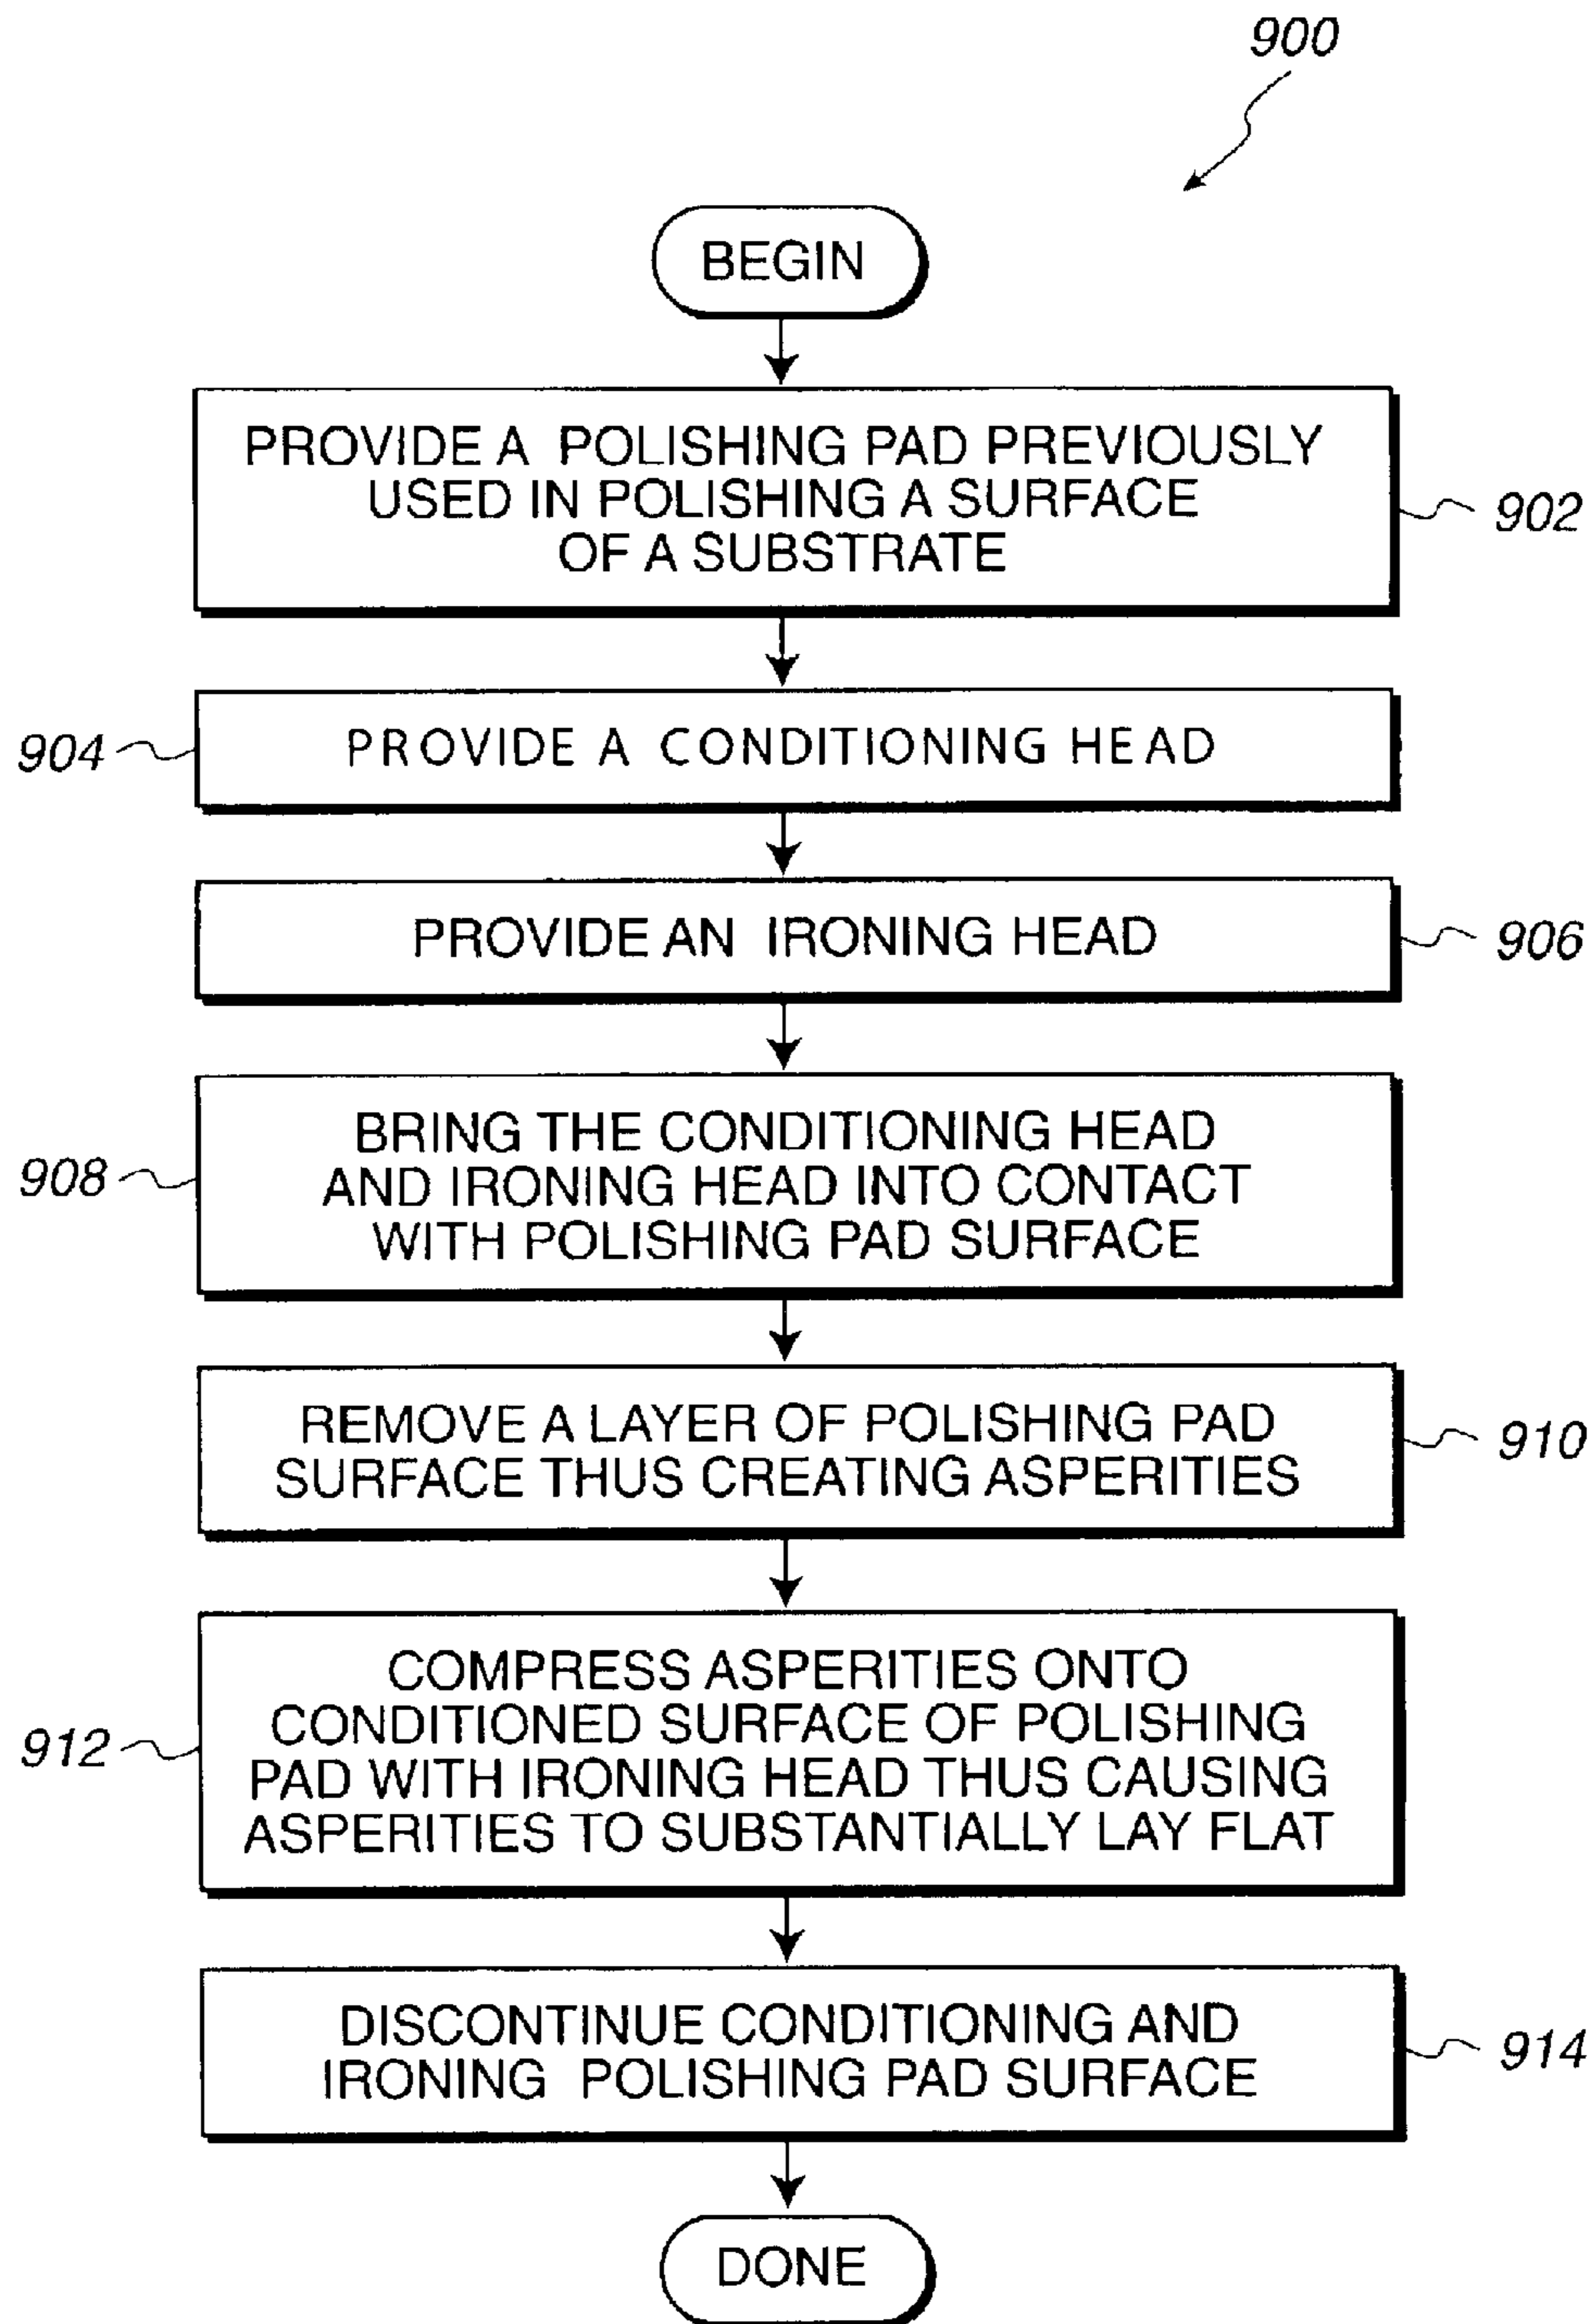 900
BEGIN
PROVIDE A POLISHING PAD PREVIOUSLY
USED IN POLISHING A SURFACE
OF A SUBSTRATE
902
904
PROVIDE A CONDITIONING HEAD
PROVIDE AN IRONING HEAD
906
BRING THE CONDITIONING HEAD
AND IRONING HEAD INTO CONTACT
WITH POLISHING PAD SURFACE
908
REMOVE A LAYER OF POLISHING PAD
SURFACE THUS CREATING ASPERITIES
910
COMPRESS ASPERITIES ONTO
CONDITIONED SURFACE OF POLISHING
PAD WITH IRONING HEAD THUS CAUSING
ASPERITIES TO SUBSTANTIALLY LAY FLAT
912
DISCONTINUE CONDITIONING AND
IRONING POLISHING PAD SURFACE
914
DONE